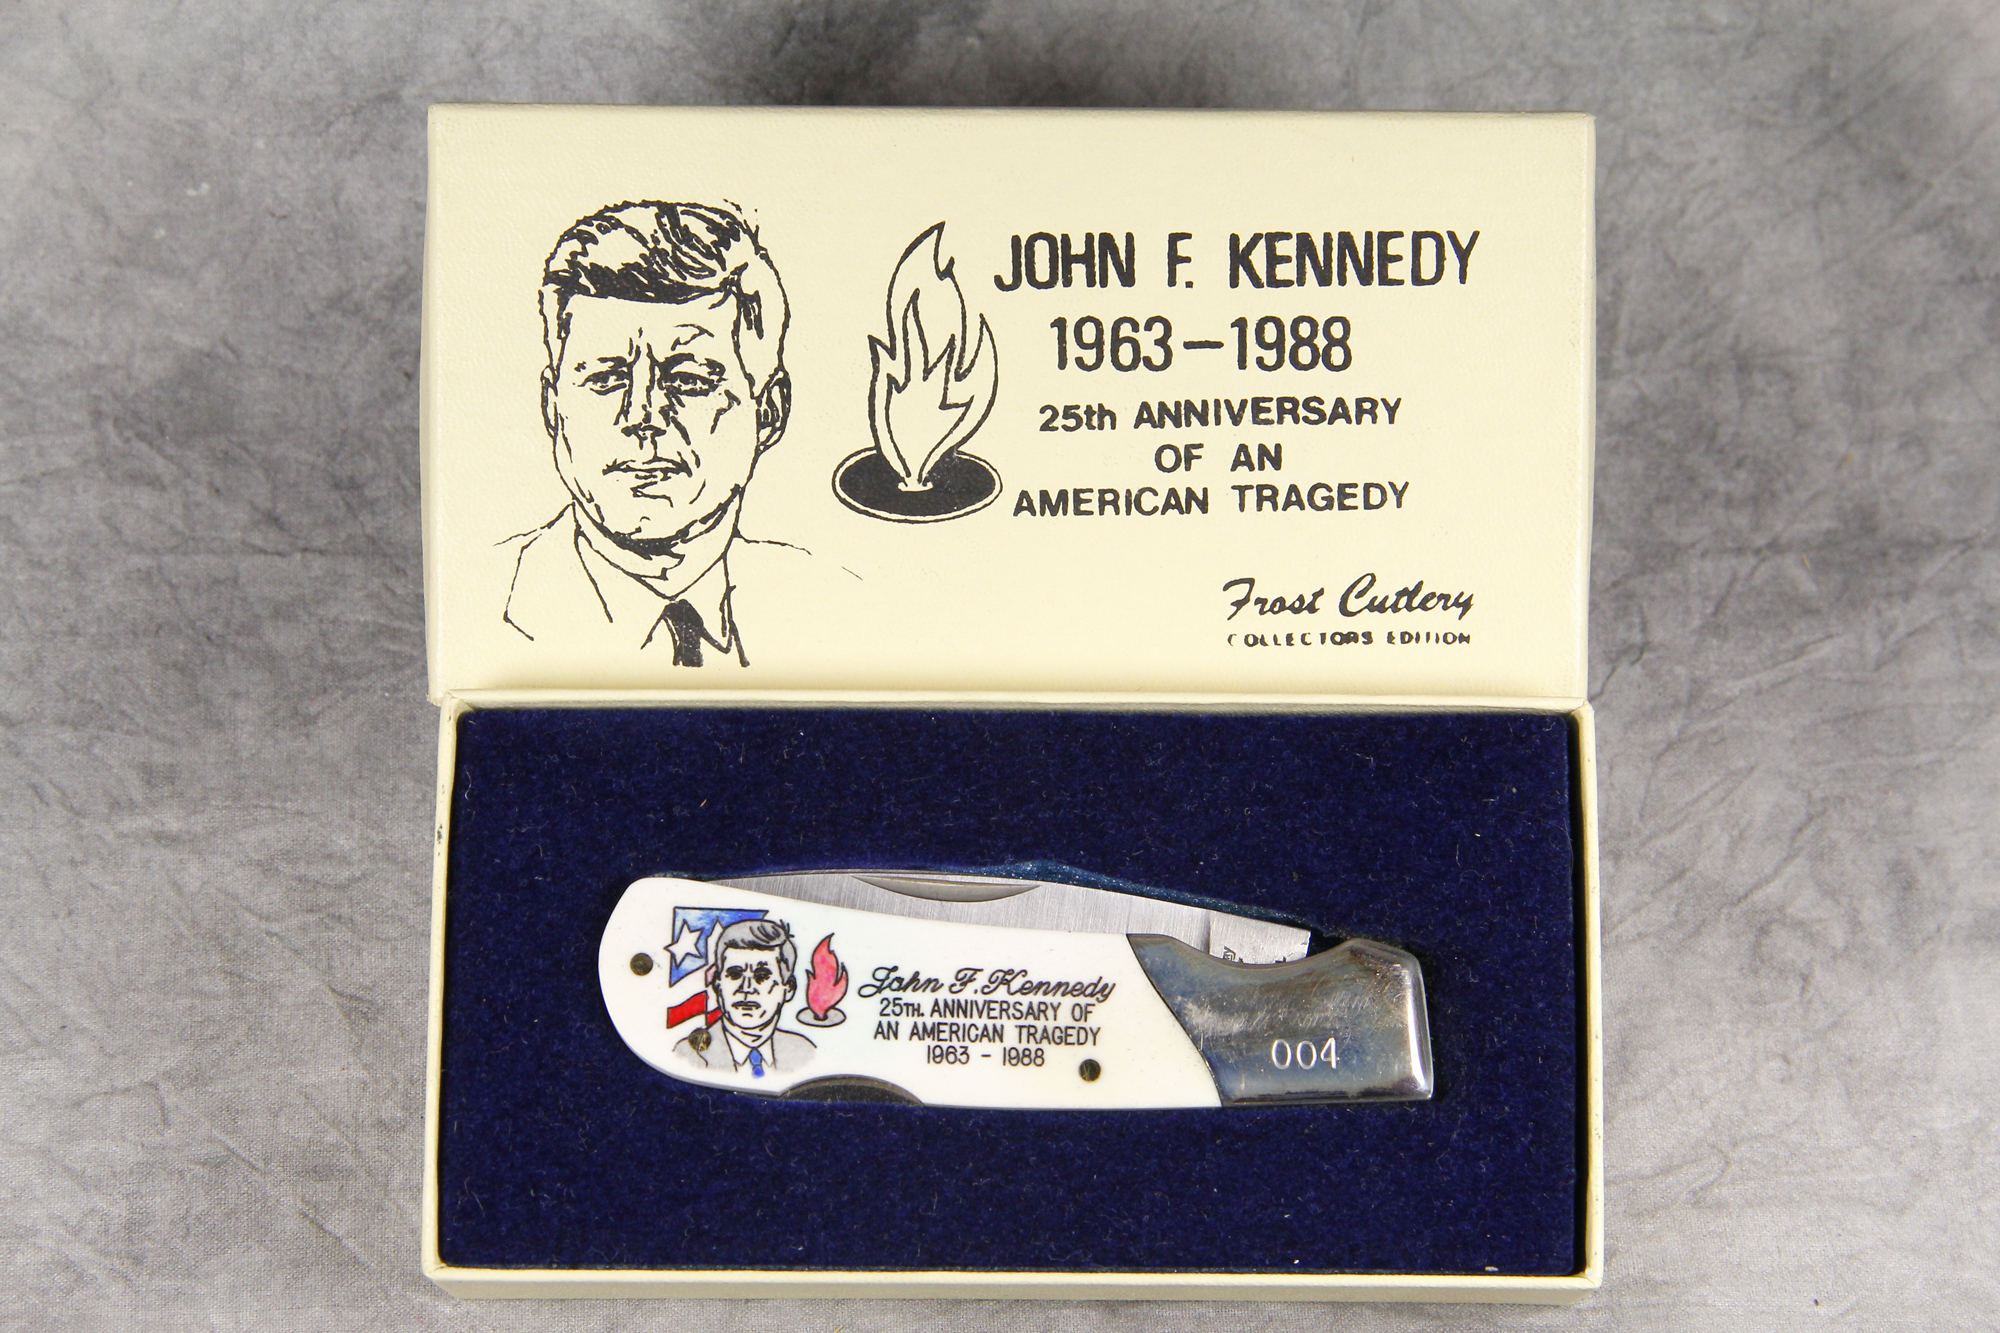 JOHN F. KENNEDY
1963-1988
25th ANNIVERSARY
OF AN
AMERICAN TRAGEDY
Frost Cutlery
COLLECTORS EDITION
John F. Kennedy
25TH. ANNIVERSARY OF
AN AMERICAN TRAGEDY
1963 - 1988
004